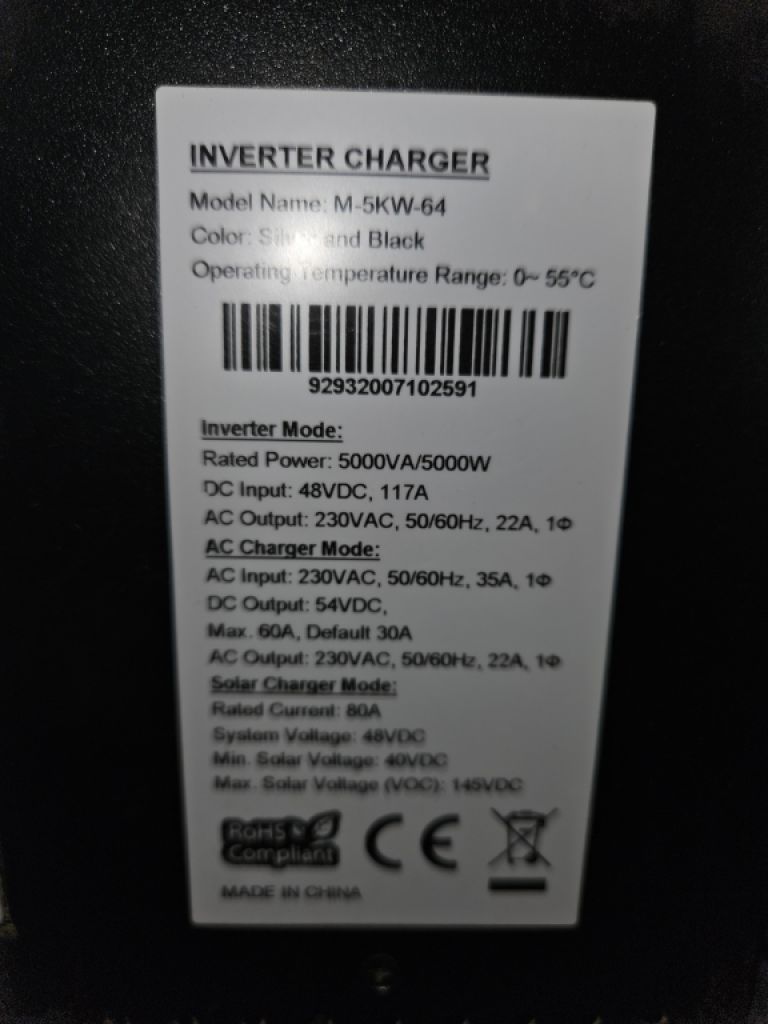 INVERTER CHARGER
Model Name: M-5KW-64
Color: Silver and Black
Operating Temperature Range: 0~ 55°C
92932007102591
Inverter Mode:
Rated Power: 5000VA/5000W
DC Input: 48VDC, 117A
AC Output: 230VAC, 50/60Hz, 22A, 1Φ
AC Charger Mode:
AC Input: 230VAC, 50/60Hz, 35A, 1Φ
DC Output: 54VDC,
Max. 60A, Default 30A
AC Output: 230VAC, 50/60Hz, 22A, 1Φ
Solar Charger Mode:
Rated Current: 80A
System Voltage: 48VDC
Min. Solar Voltage: 40VDC
Max. Solar Voltage (VOC): 145VDC
RoHS
Compliant
CE
MADE IN CHINA